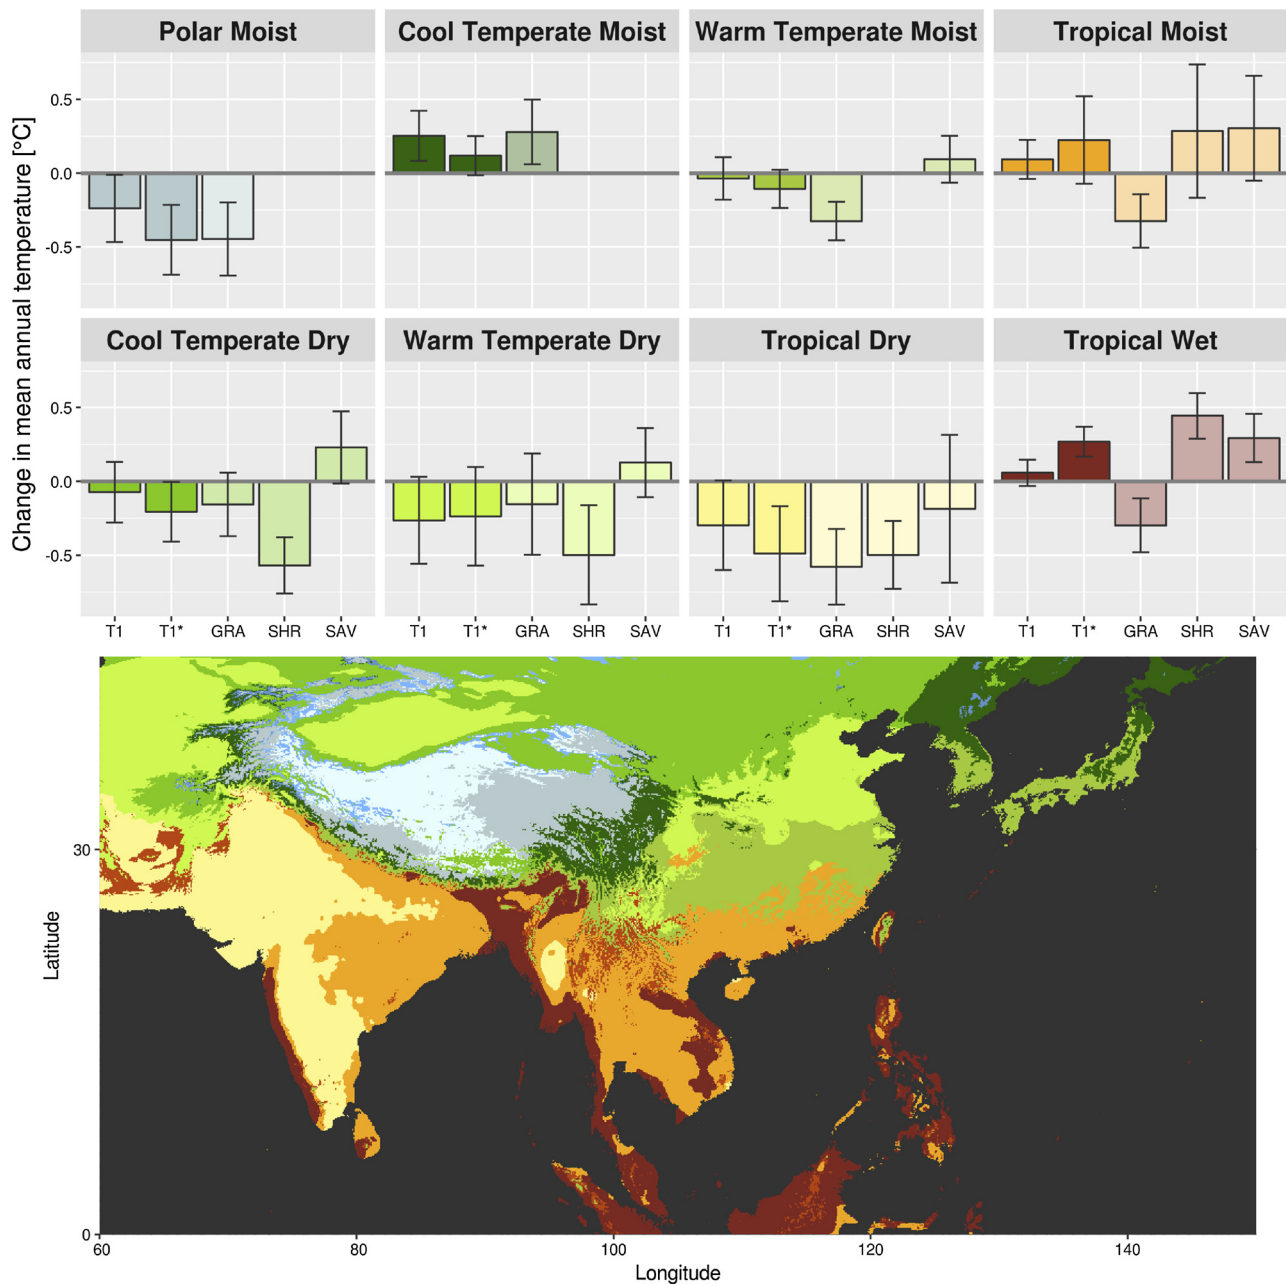 Polar Moist
Cool Temperate Moist
Warm Temperate Moist
Tropical Moist
Change in mean annual temperature [°C]
0.5
0.0
-0.5
Cool Temperate Dry
Warm Temperate Dry
Tropical Dry
Tropical Wet
0.5
0.0
-0.5
T1 T1* GRA SHR SAV
T1 T1* GRA SHR SAV
T1 T1* GRA SHR SAV
T1 T1* GRA SHR SAV
Latitude
30
0
60 80 100 120 140
Longitude